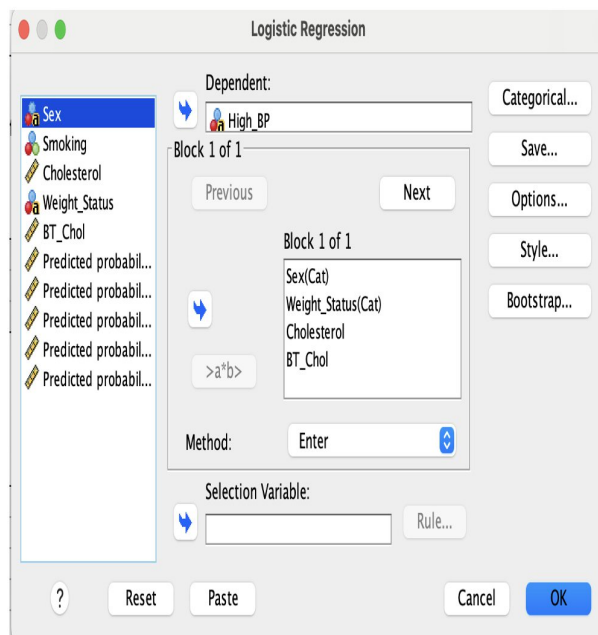 Logistic Regression
Sex
Smoking
Cholesterol
Weight_Status
BT_Chol
Predicted probabil...
Predicted probabil...
Predicted probabil...
Predicted probabil...
Predicted probabil...
Dependent:
High_BP
Block 1 of 1
Previous
Next
Block 1 of 1
Sex(Cat)
Weight_Status(Cat)
Cholesterol
BT_Chol
>a*b>
Method:
Enter
Selection Variable:
Rule...
Categorical...
Save...
Options...
Style...
Bootstrap...
?
Reset
Paste
Cancel
OK